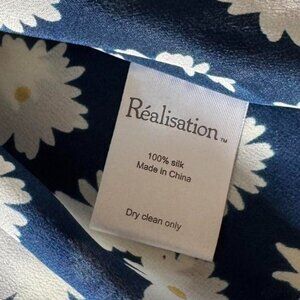 Réalisation™
100% silk
Made in China
Dry clean only